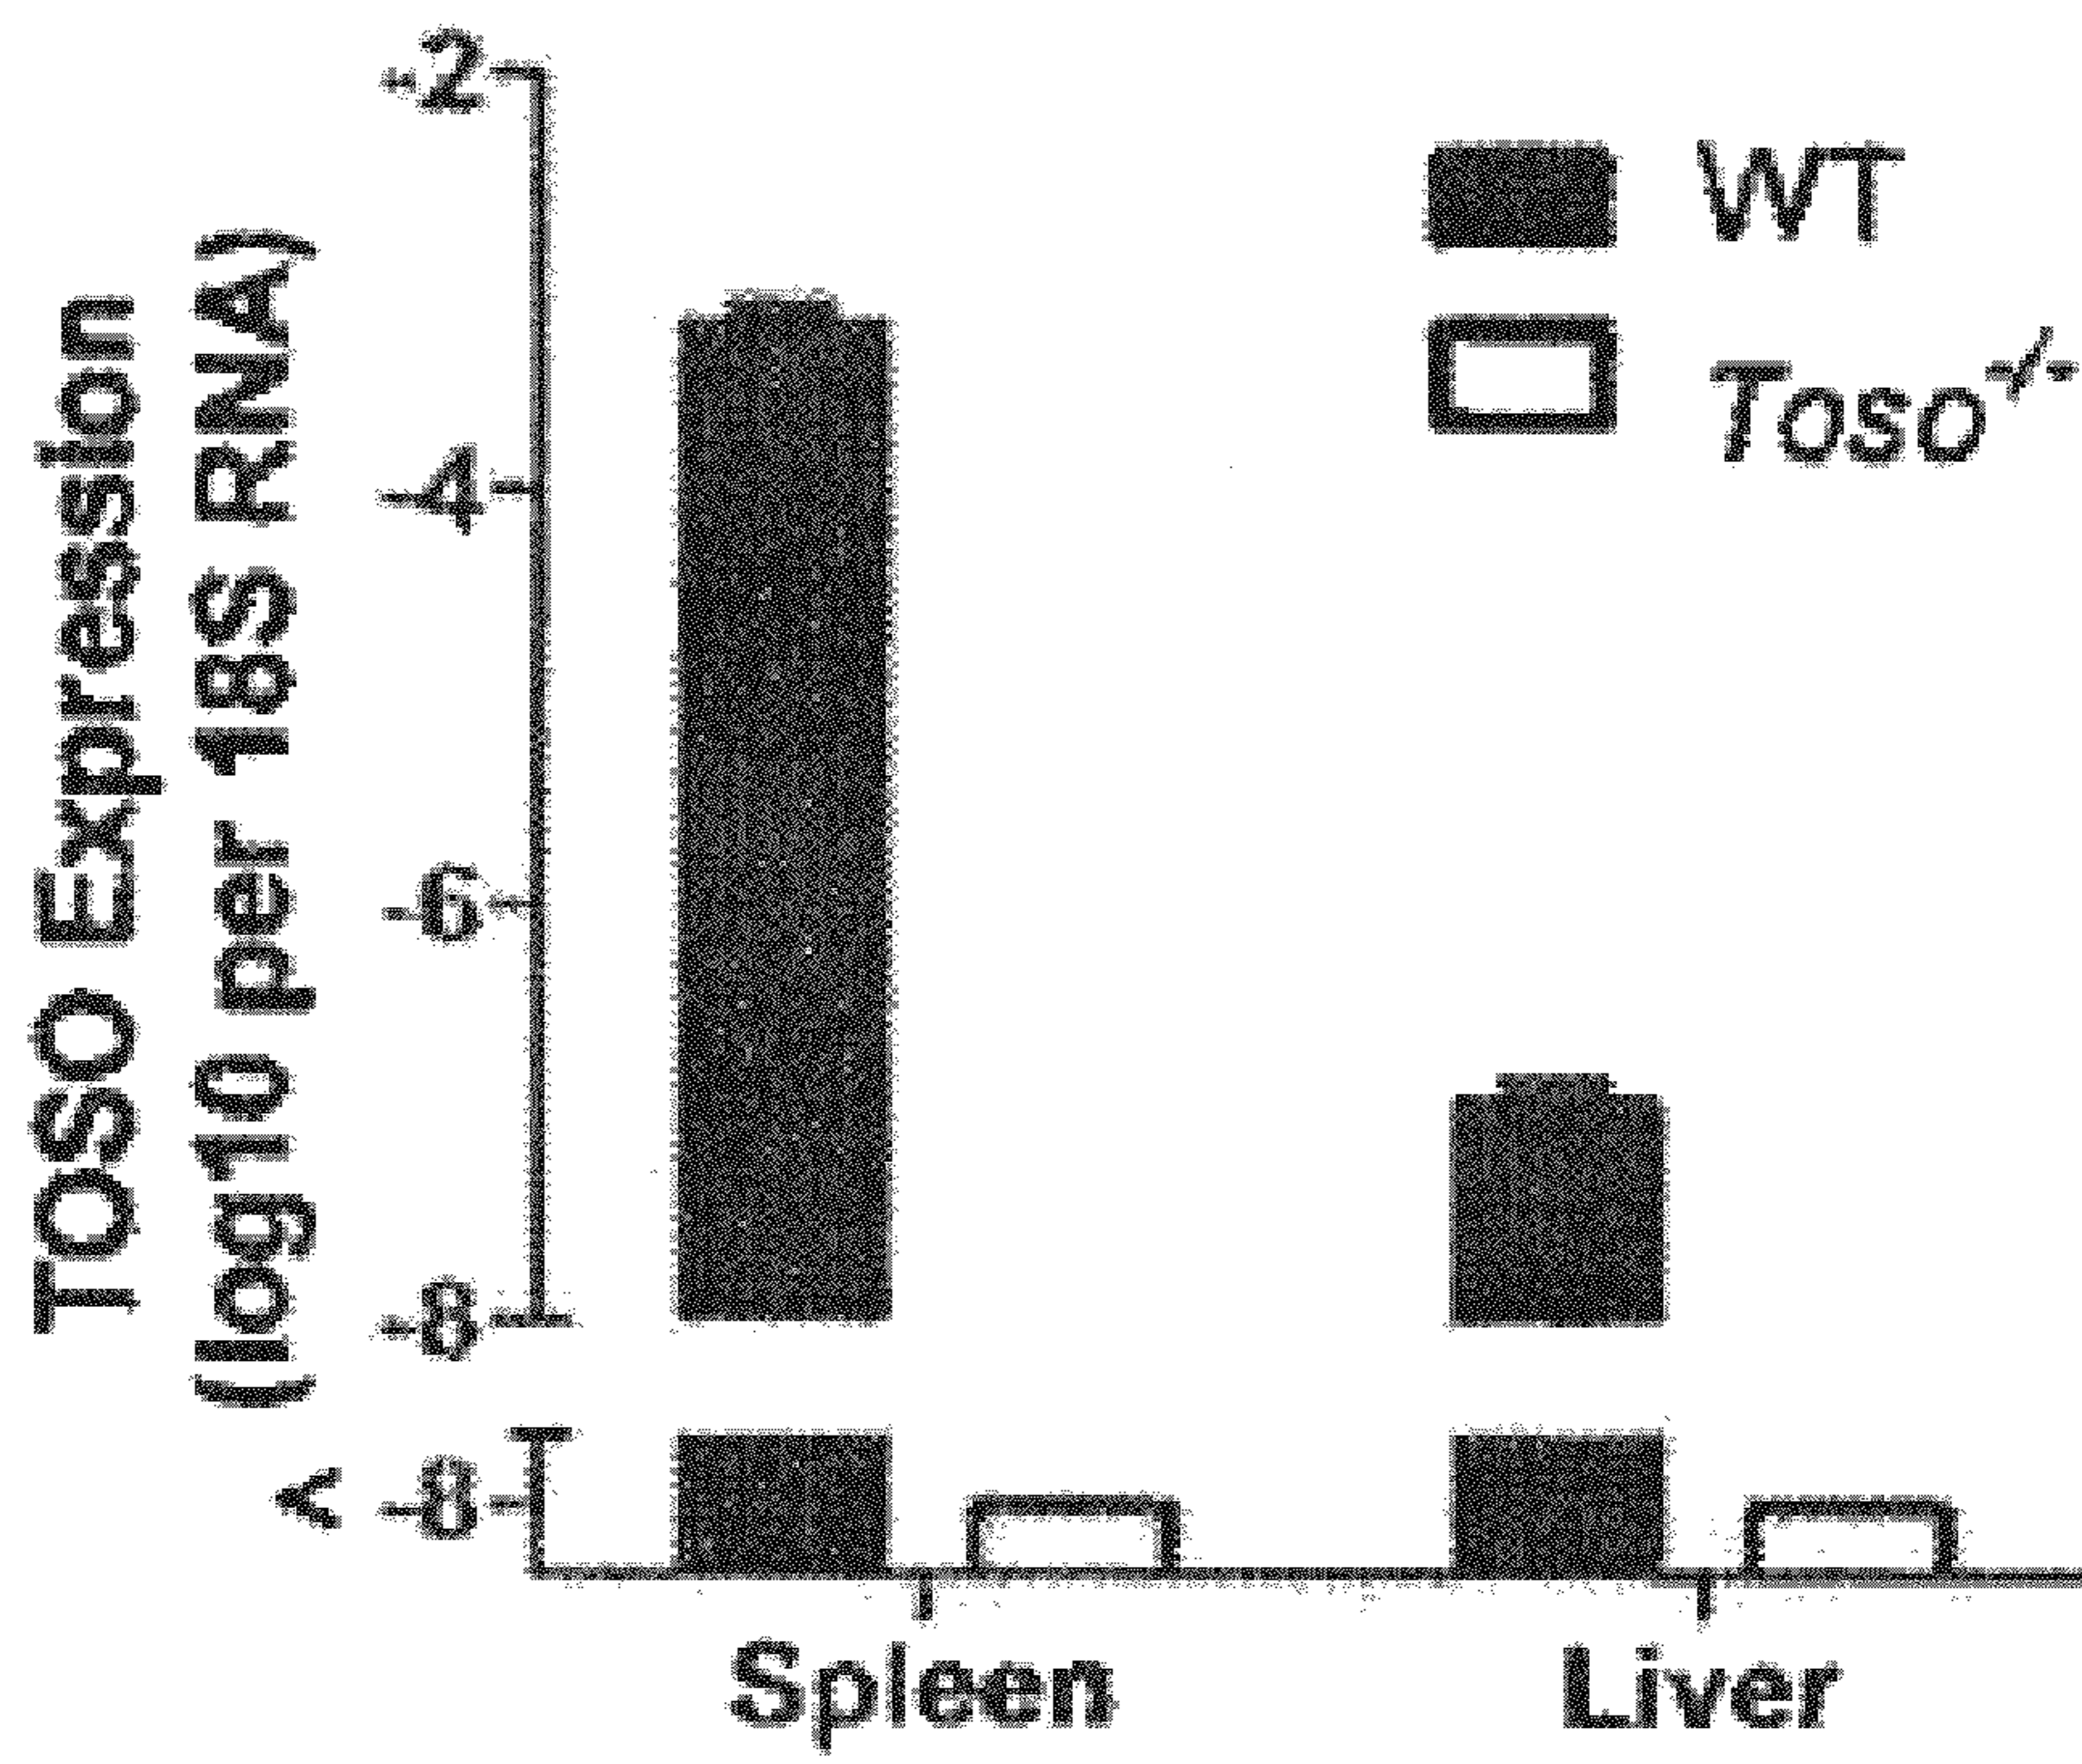 TOSO Expression
(log10 per 18S RNA)
-2
-4
-6
-8
< -8
WT
Toso-/-
Spleen
Liver